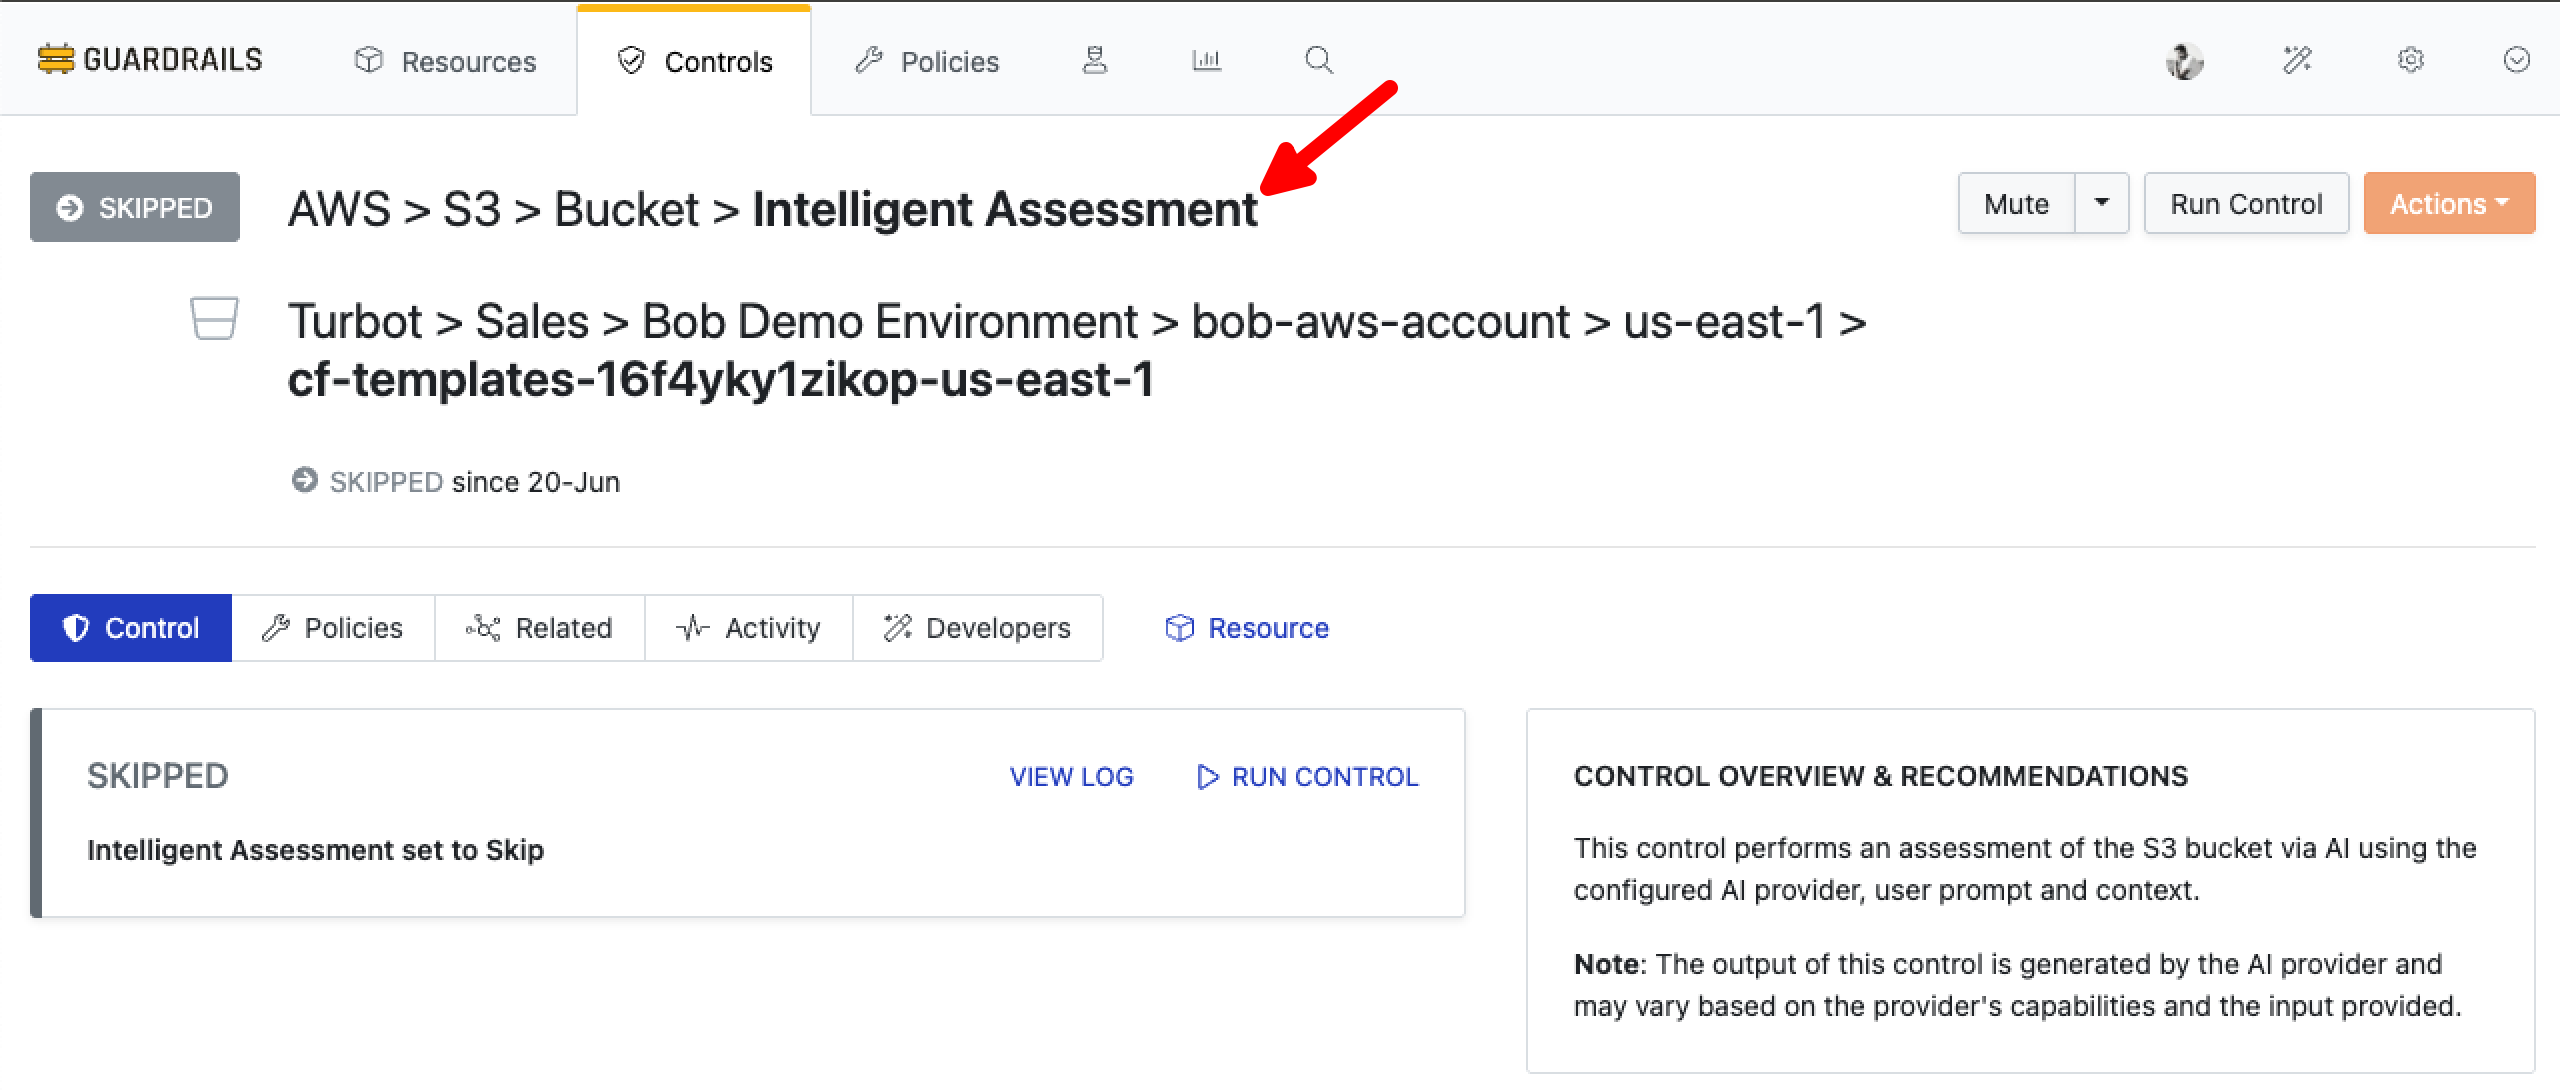 GUARDRAILS Resources Controls Policies
SKIPPED AWS > S3 > Bucket > Intelligent Assessment Mute Run Control Actions
Turbot > Sales > Bob Demo Environment > bob-aws-account > us-east-1 >
cf-templates-16f4yky1zikop-us-east-1
SKIPPED since 20-Jun
Control Policies Related Activity Developers Resource
SKIPPED VIEW LOG RUN CONTROL
Intelligent Assessment set to Skip
CONTROL OVERVIEW & RECOMMENDATIONS
This control performs an assessment of the S3 bucket via AI using the
configured AI provider, user prompt and context.
Note: The output of this control is generated by the AI provider and
may vary based on the provider's capabilities and the input provided.